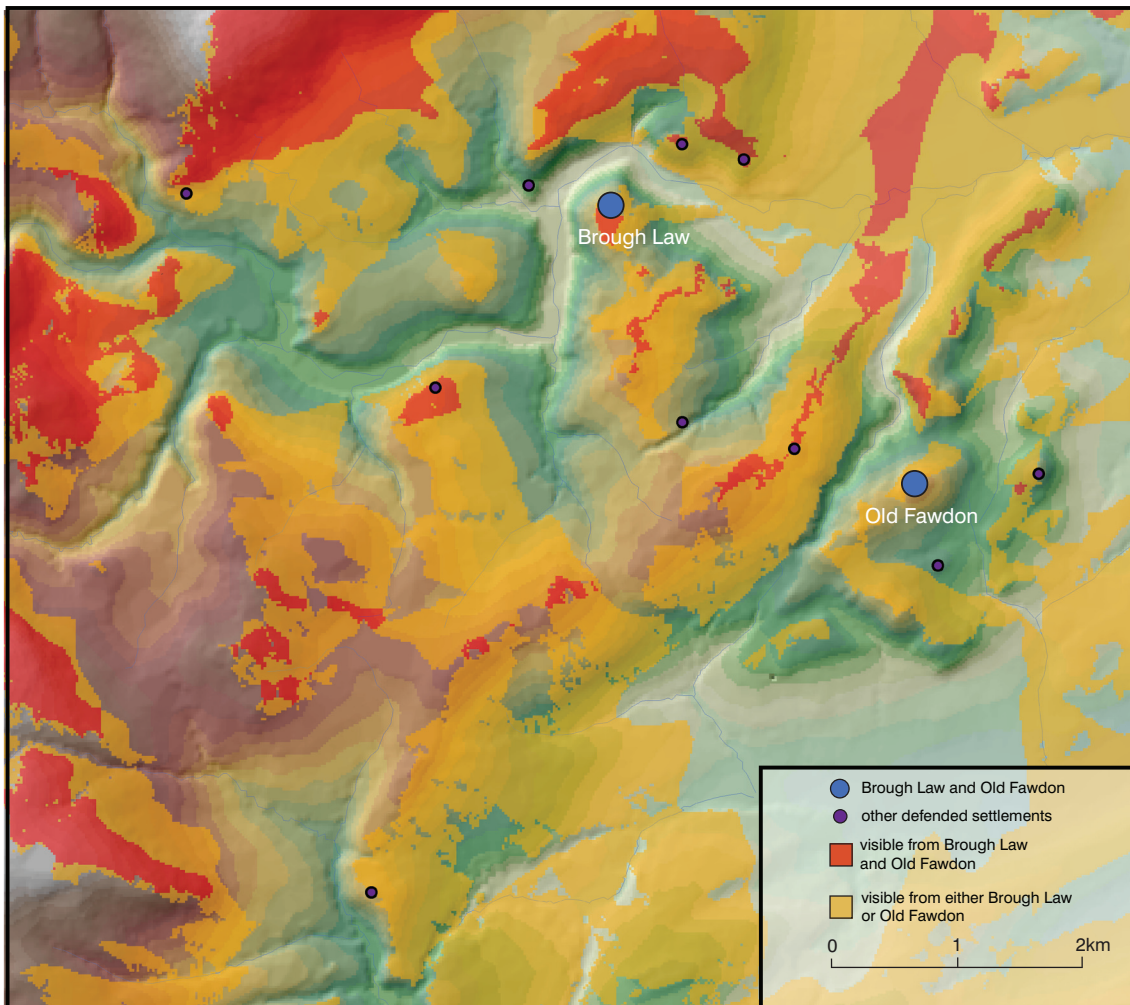 Brough Law
Old Fawdon
Brough Law and Old Fawdon
other defended settlements
visible from Brough Law
and Old Fawdon
visible from either Brough Law
or Old Fawdon
0 1 2km